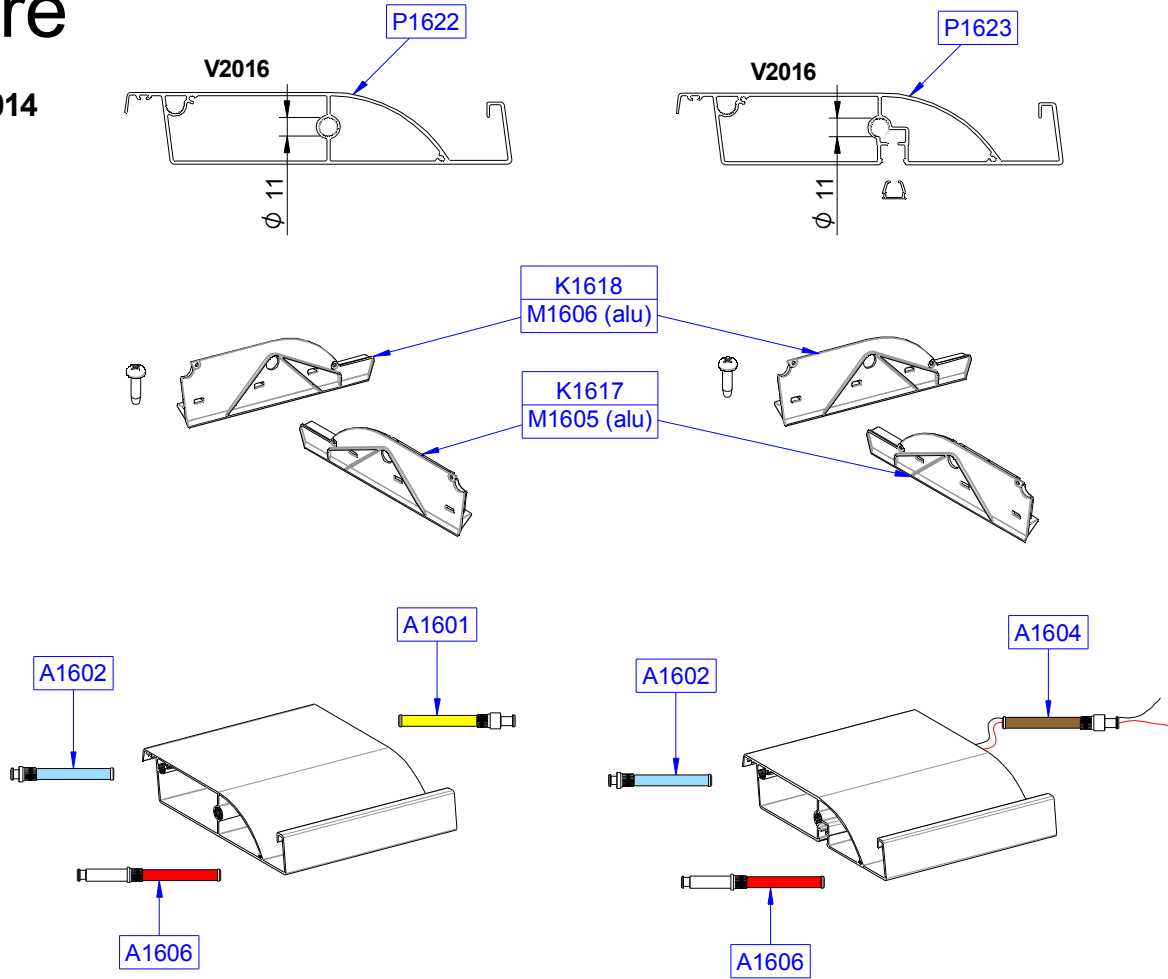 re
014
P1622
P1623
V2016
V2016
ϕ 11
ϕ 11
K1618
M1606 (alu)
K1617
M1605 (alu)
A1601
A1604
A1602
A1602
A1606
A1606